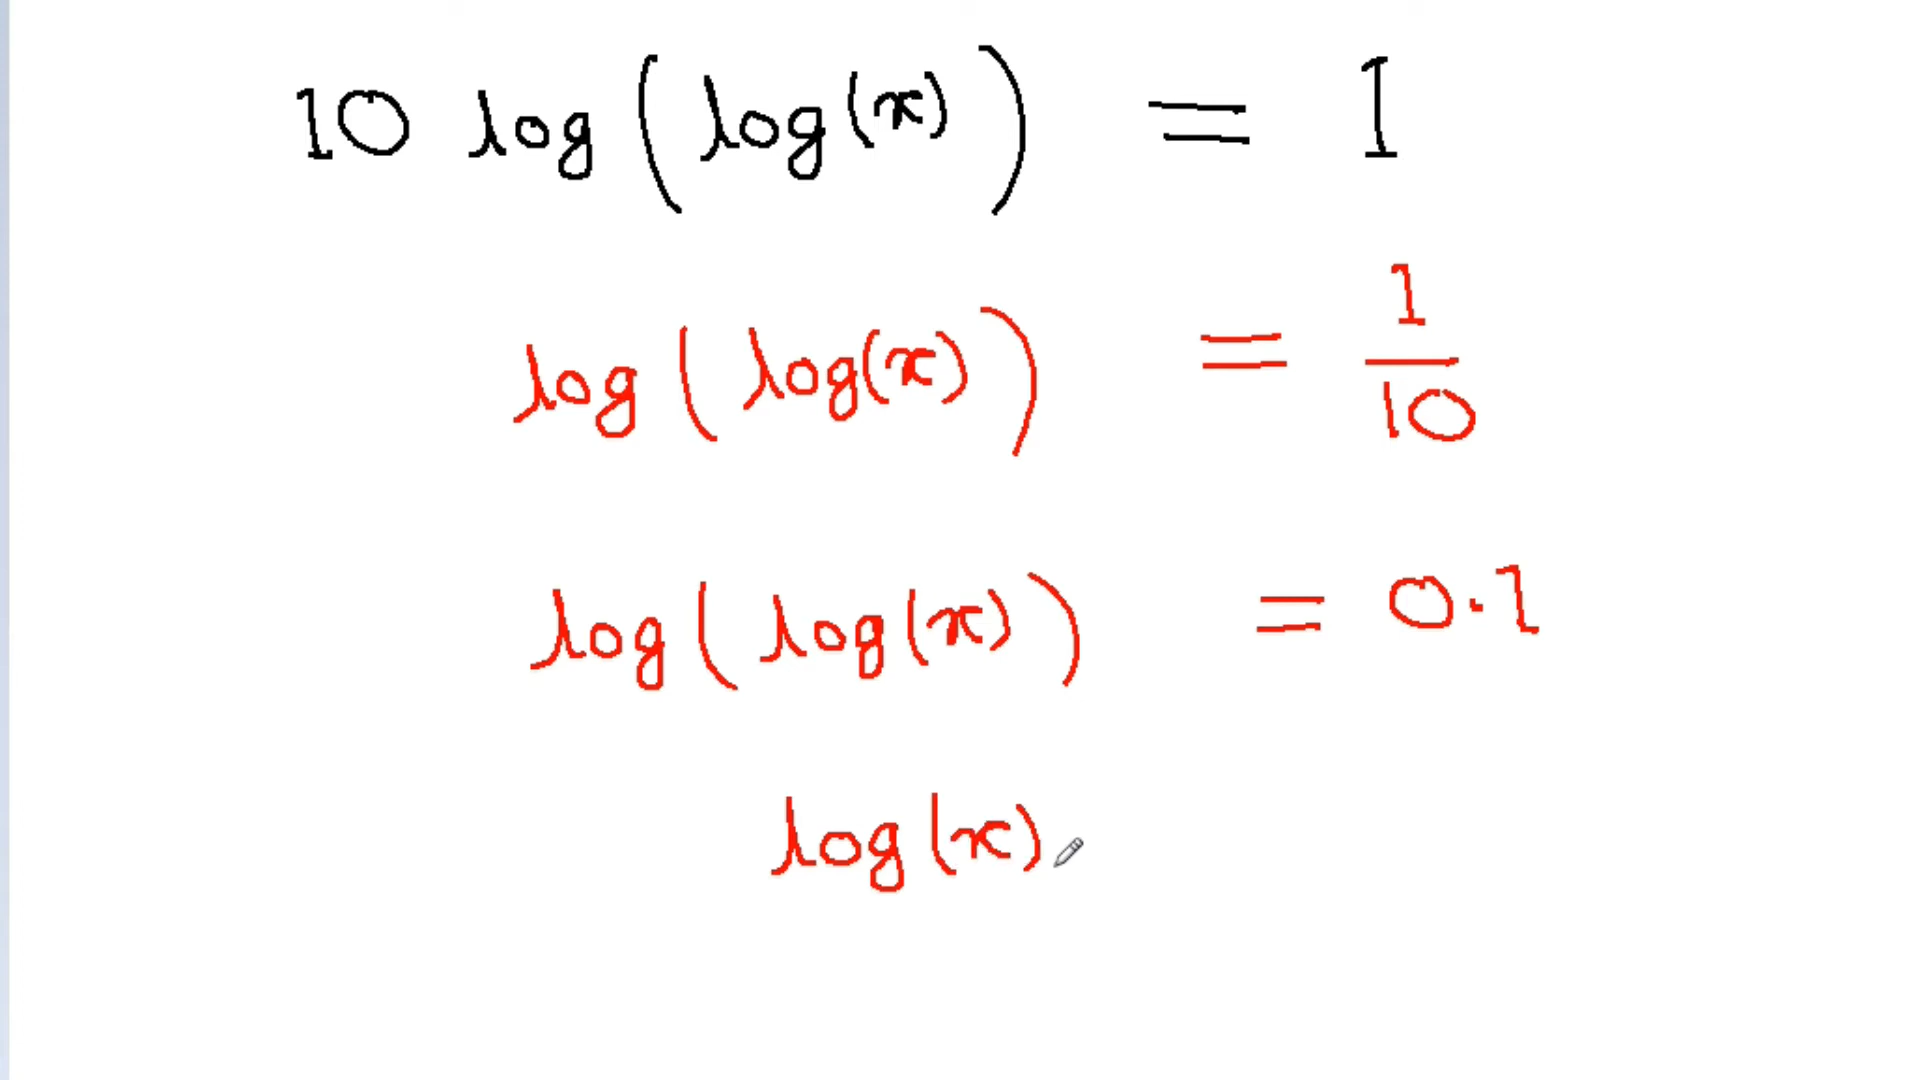 10 log(log(x)) = 1
log(log(x)) = 1/10
log(log(x)) = 0.1
log(x)